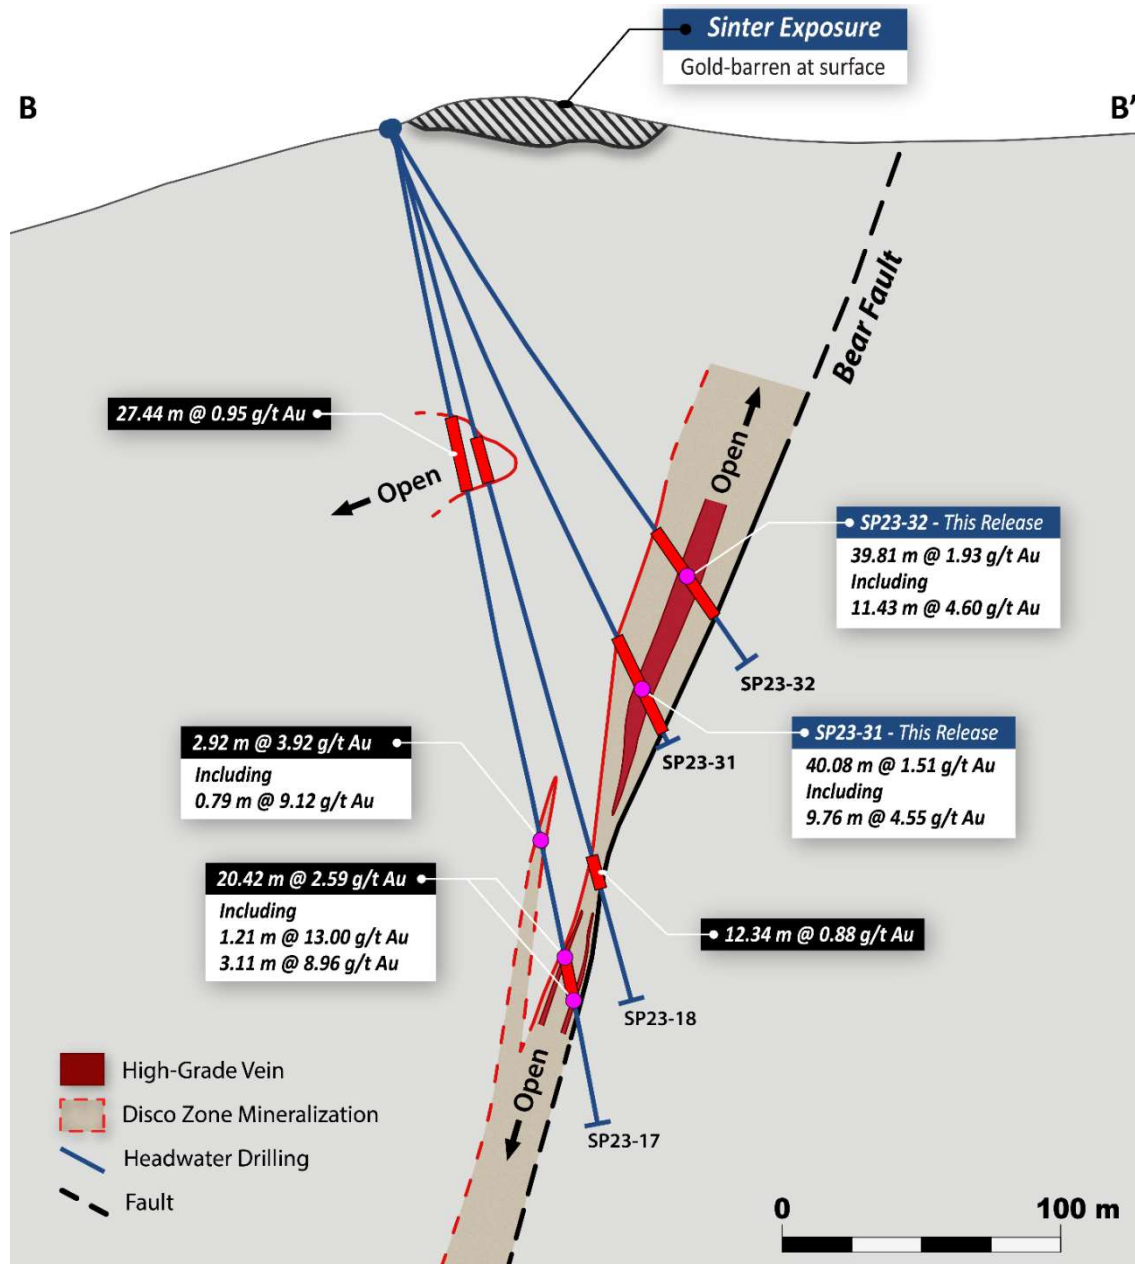 Sinter Exposure
Gold-barren at surface
B
B'
Bear Fault
27.44 m @ 0.95 g/t Au
Open
Open
SP23-32 - This Release
39.81 m @ 1.93 g/t Au
Including
11.43 m @ 4.60 g/t Au
SP23-32
SP23-31 - This Release
40.08 m @ 1.51 g/t Au
Including
9.76 m @ 4.55 g/t Au
SP23-31
2.92 m @ 3.92 g/t Au
Including
0.79 m @ 9.12 g/t Au
20.42 m @ 2.59 g/t Au
Including
1.21 m @ 13.00 g/t Au
3.11 m @ 8.96 g/t Au
12.34 m @ 0.88 g/t Au
SP23-18
Open
SP23-17
High-Grade Vein
Disco Zone Mineralization
Headwater Drilling
Fault
0 100 m